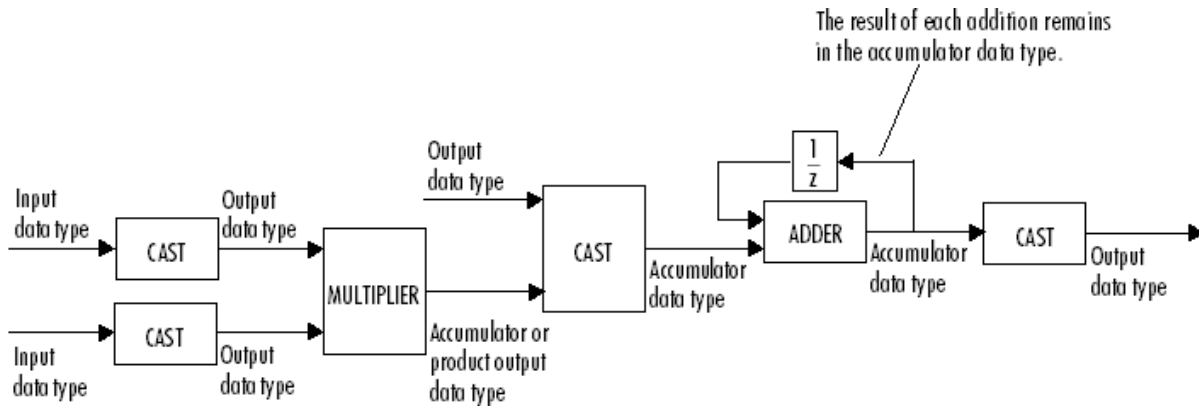 The result of each addition remains
in the accumulator data type.
Output
data type
1
z
Input
data type
Output
data type
CAST
CAST
ADDER
CAST
Accumulator
data type
Accumulator
data type
Output
data type
MULTIPLIER
CAST
Input
data type
Output
data type
Accumulator or
product output
data type